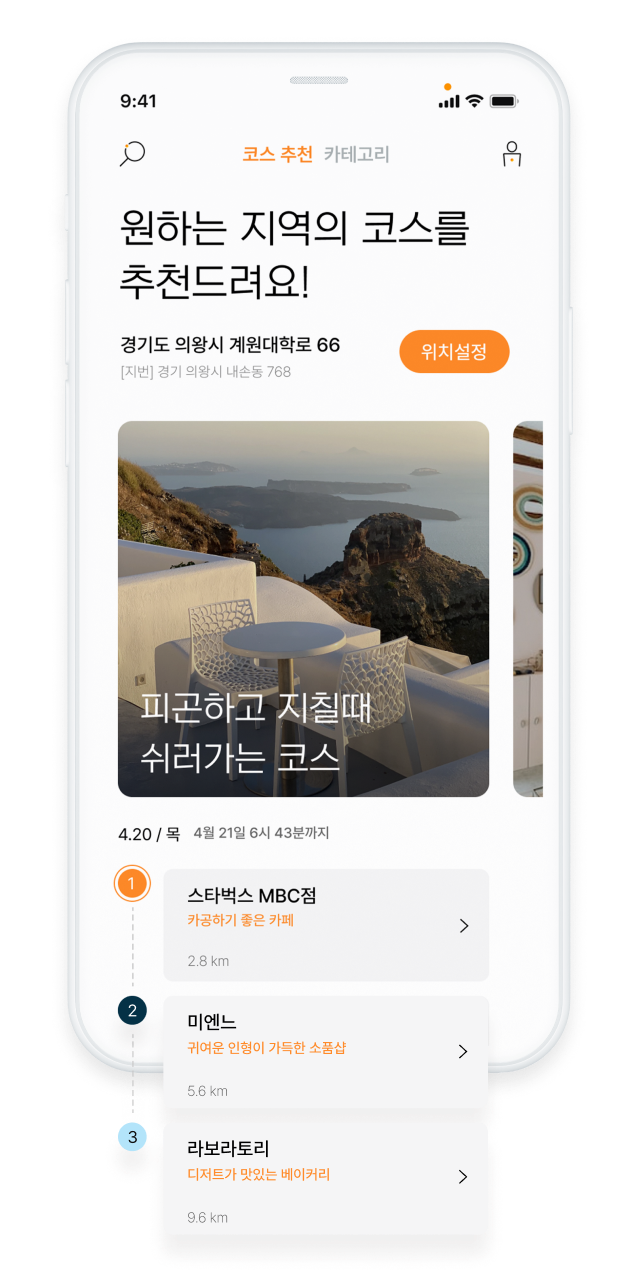 9:41
코스 추천 카테고리
원하는 지역의 코스를
추천드려요!
경기도 의왕시 계원대학로 66
위치설정
[지번] 경기 의왕시 내손동 768
피곤하고 지칠때
쉬러가는 코스
4.20 / 목 4월 21일 6시 43분까지
1
스타벅스 MBC점
카공하기 좋은 카페
2.8 km
2
미엔느
귀여운 인형이 가득한 소품샵
5.6 km
3
라보라토리
디저트가 맛있는 베이커리
9.6 km